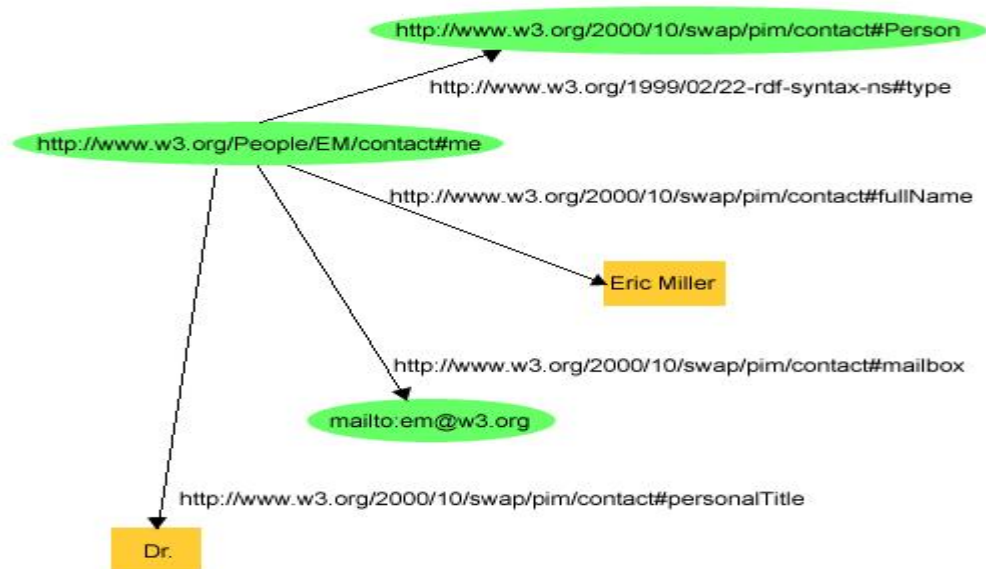 http://www.w3.org/2000/10/swap/pim/contact#Person
http://www.w3.org/1999/02/22-rdf-syntax-ns#type
http://www.w3.org/People/EM/contact#me
http://www.w3.org/2000/10/swap/pim/contact#fullName
Eric Miller
http://www.w3.org/2000/10/swap/pim/contact#mailbox
mailto:em@w3.org
http://www.w3.org/2000/10/swap/pim/contact#personalTitle
Dr.